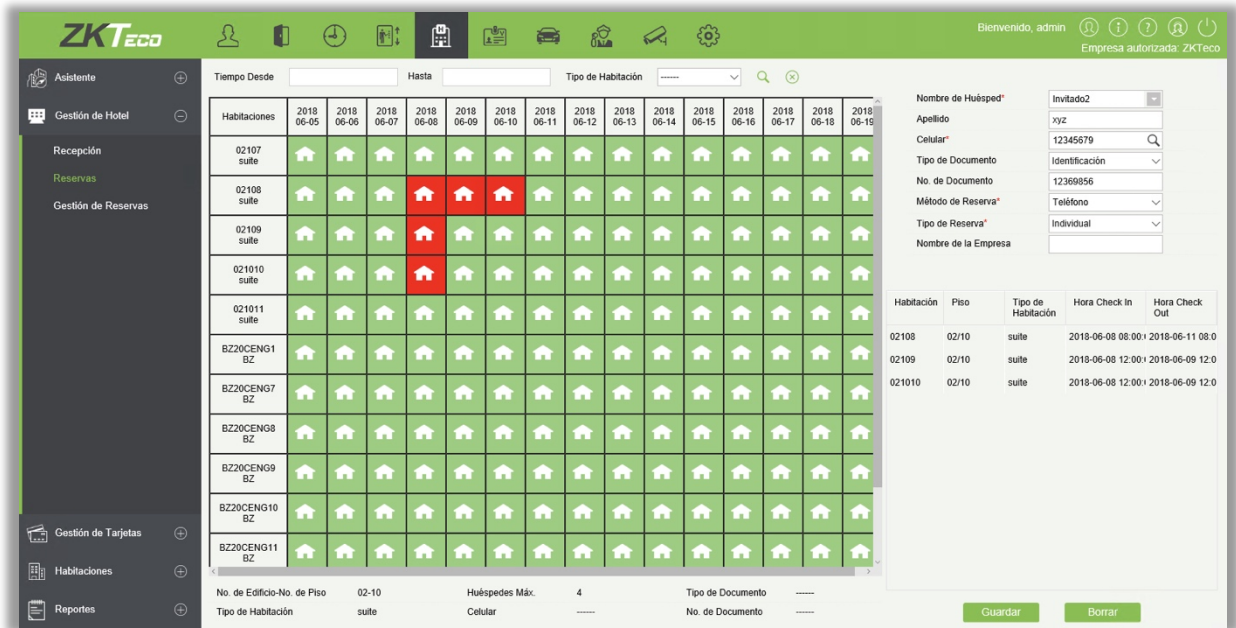 ZKTeco
Bienvenido, admin
Empresa autorizada: ZKTeco
Asistente
Gestión de Hotel
Recepción
Reservas
Gestión de Reservas
Gestión de Tarjetas
Habitaciones
Reportes
Tiempo Desde Hasta Tipo de Habitación ------
Habitaciones 2018 06-05 2018 06-06 2018 06-07 2018 06-08 2018 06-09 2018 06-10 2018 06-11 2018 06-12 2018 06-13 2018 06-14 2018 06-15 2018 06-16 2018 06-17 2018 06-18 2018 06-19
02107
suite
02108
suite
02109
suite
021010
suite
021011
suite
BZ20CENG1
BZ
BZ20CENG7
BZ
BZ20CENG8
BZ
BZ20CENG9
BZ
BZ20CENG10
BZ
BZ20CENG11
BZ
No. de Edificio-No. de Piso 02-10 Huéspedes Máx. 4 Tipo de Documento ------
Tipo de Habitación suite Celular ------ No. de Documento ------
Nombre de Huésped* Invitado2
Apellido xyz
Celular* 12345679
Tipo de Documento Identificación
No. de Documento 12369856
Método de Reserva* Teléfono
Tipo de Reserva* Individual
Nombre de la Empresa
Habitación Piso Tipo de Habitación Hora Check In Hora Check Out
02108 02/10 suite 2018-06-08 08:00: 2018-06-11 08:0
02109 02/10 suite 2018-06-08 12:00: 2018-06-09 12:0
021010 02/10 suite 2018-06-08 12:00: 2018-06-09 12:0
Guardar Borrar